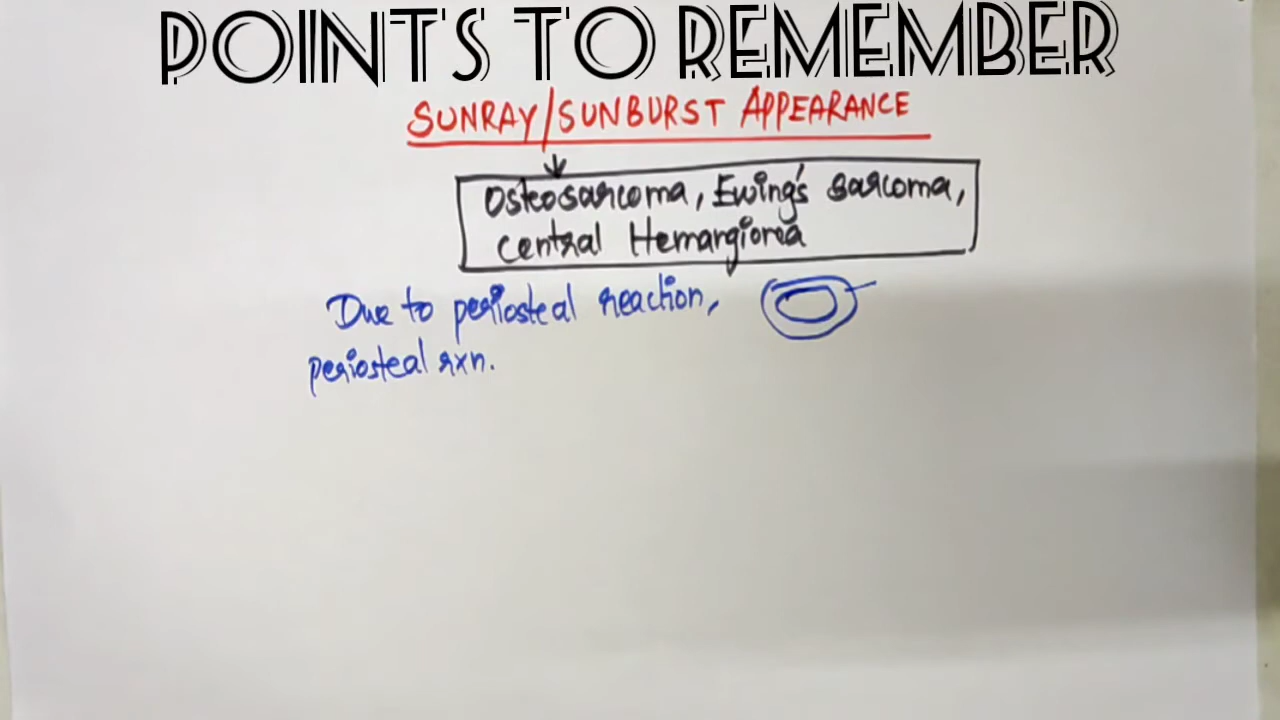 POINTS TO REMEMBER
SUNRAY/SUNBURST APPEARANCE
Osteosarcoma, Ewing's sarcoma,
Central Hemangioma
Due to periosteal reaction,
periosteal rxn.